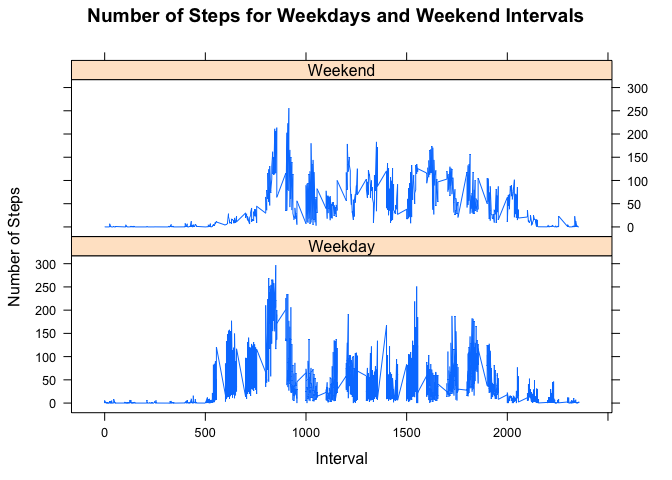 Number of Steps for Weekdays and Weekend Intervals
Weekend
300
250
200
150
100
50
0
Number of Steps
Weekday
300
250
200
150
100
50
0
0 500 1000 1500 2000
Interval